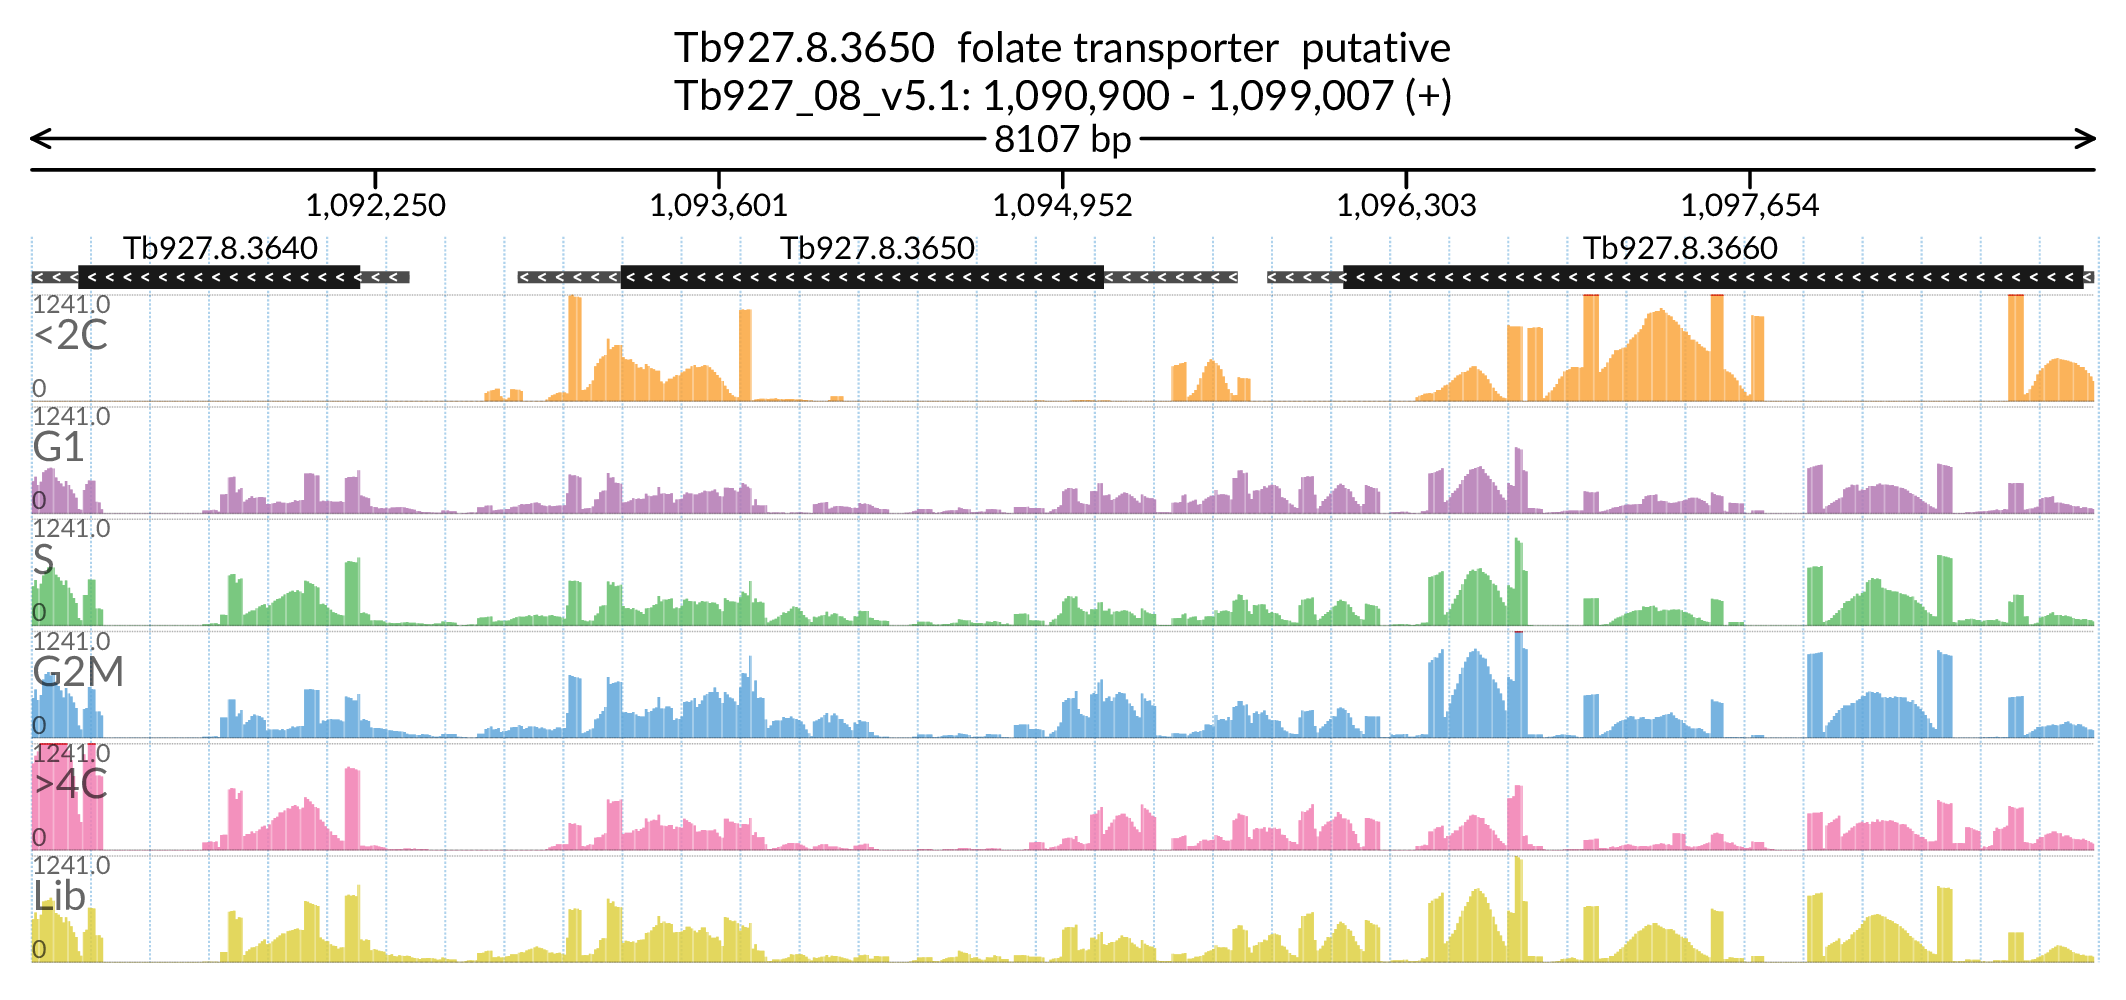 Tb927.8.3650 folate transporter putative
Tb927_08_v5.1: 1,090,900 - 1,099,007 (+)
8107 bp
1,092,250 1,093,601 1,094,952 1,096,303 1,097,654
Tb927.8.3640 Tb927.8.3650 Tb927.8.3660
1241.0
<2C
0
1241.0
G1
0
1241.0
S
0
1241.0
G2M
0
1241.0
>4C
0
1241.0
Lib
0